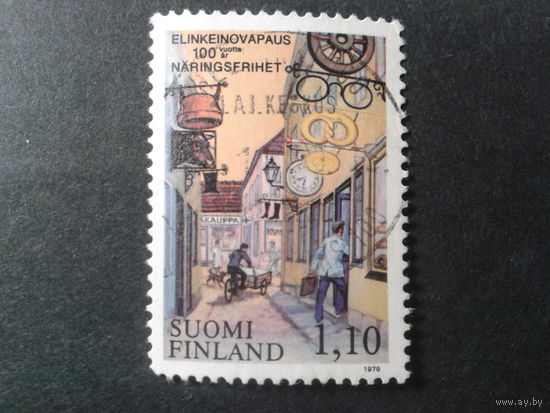 ELINKEINOVAPAUS
100 vuotta år
NÄRINGSFRIHET
KAUPPA
SUOMI
FINLAND
1,10
1979
www.ay.by